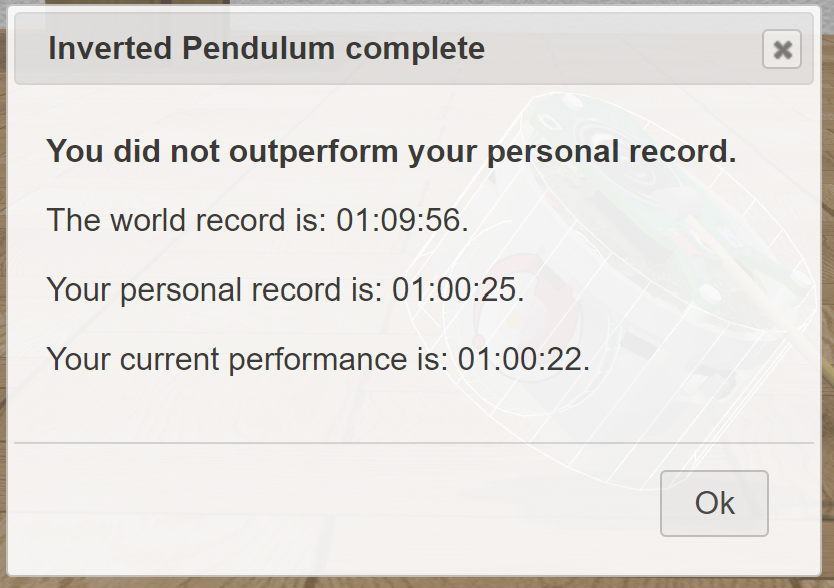 Inverted Pendulum complete
You did not outperform your personal record.
The world record is: 01:09:56.
Your personal record is: 01:00:25.
Your current performance is: 01:00:22.
Ok